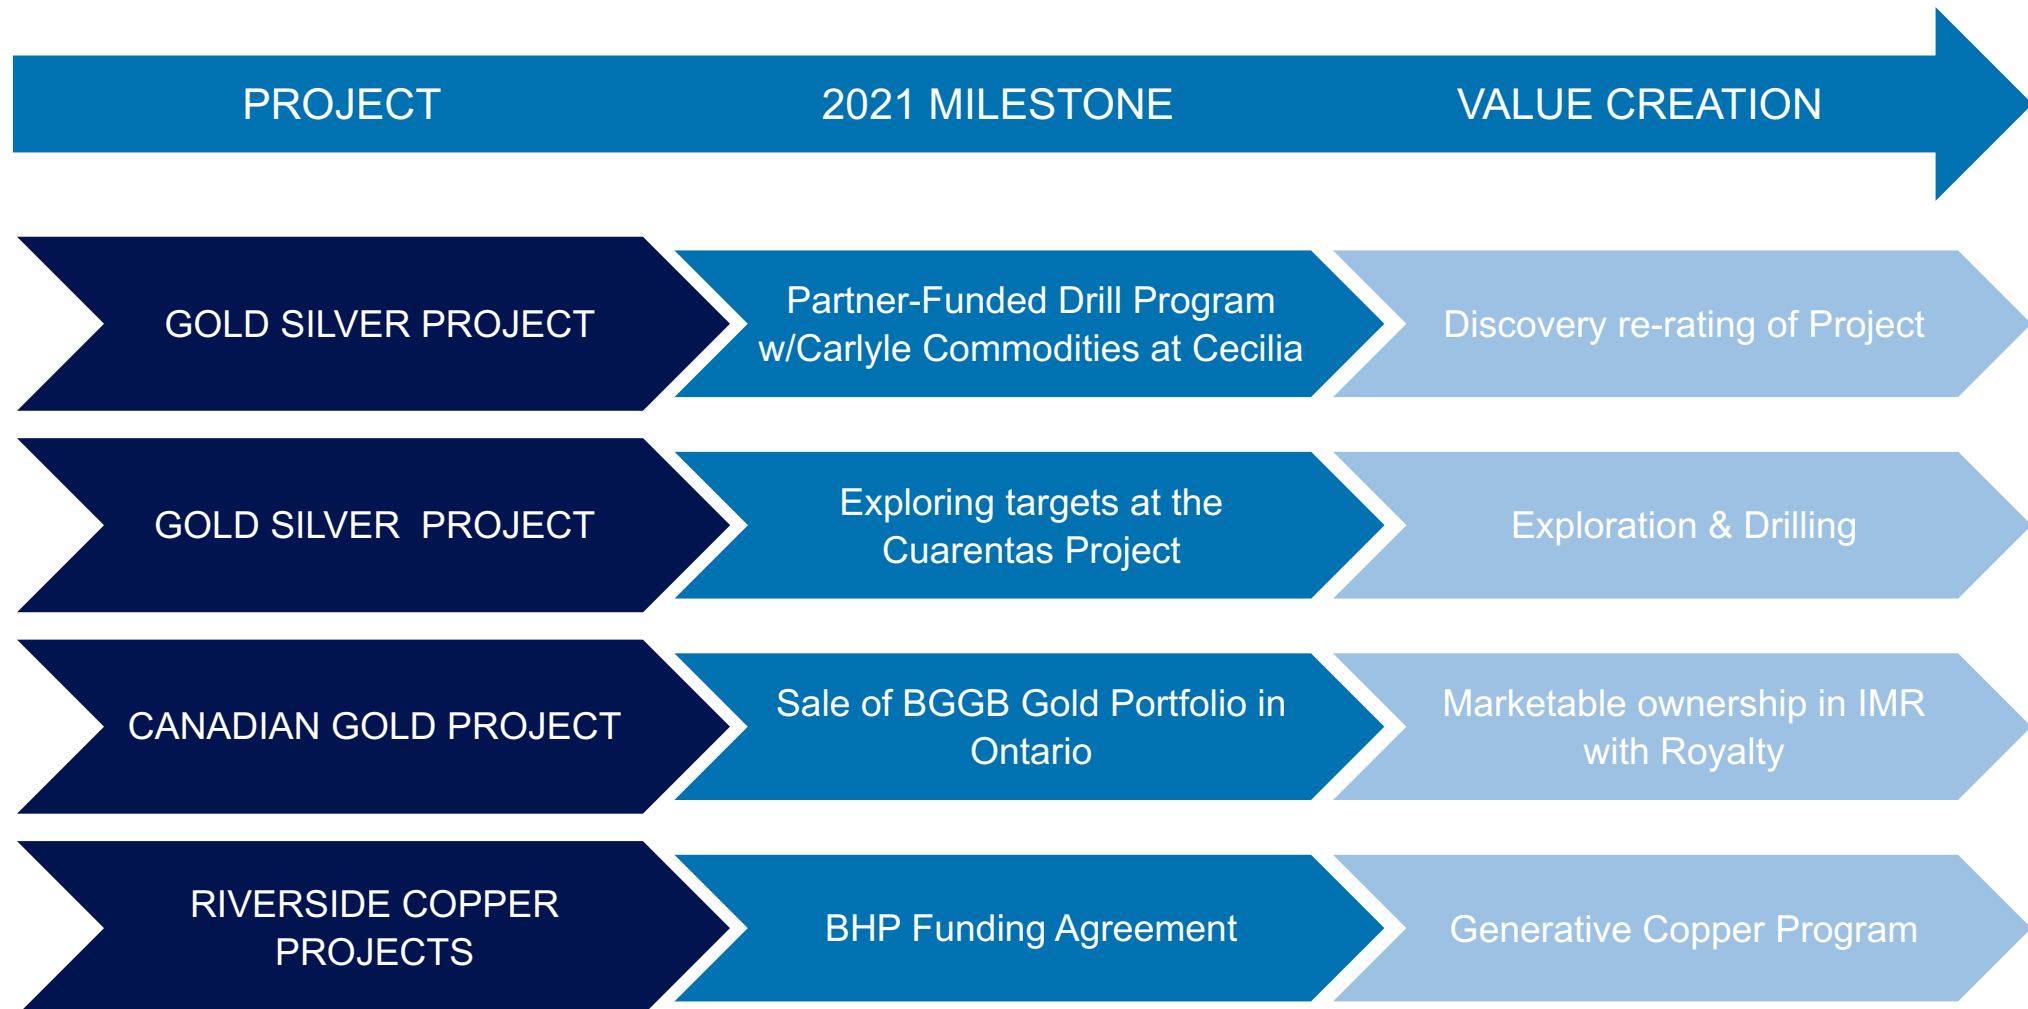 PROJECT
2021 MILESTONE
VALUE CREATION
GOLD SILVER PROJECT
Partner-Funded Drill Program
w/Carlyle Commodities at Cecilia
Discovery re-rating of Project
GOLD SILVER  PROJECT
Exploring targets at the
Cuarentas Project
Exploration & Drilling
CANADIAN GOLD PROJECT
Sale of BGGB Gold Portfolio in
Ontario
Marketable ownership in IMR
with Royalty
RIVERSIDE COPPER
PROJECTS
BHP Funding Agreement
Generative Copper Program